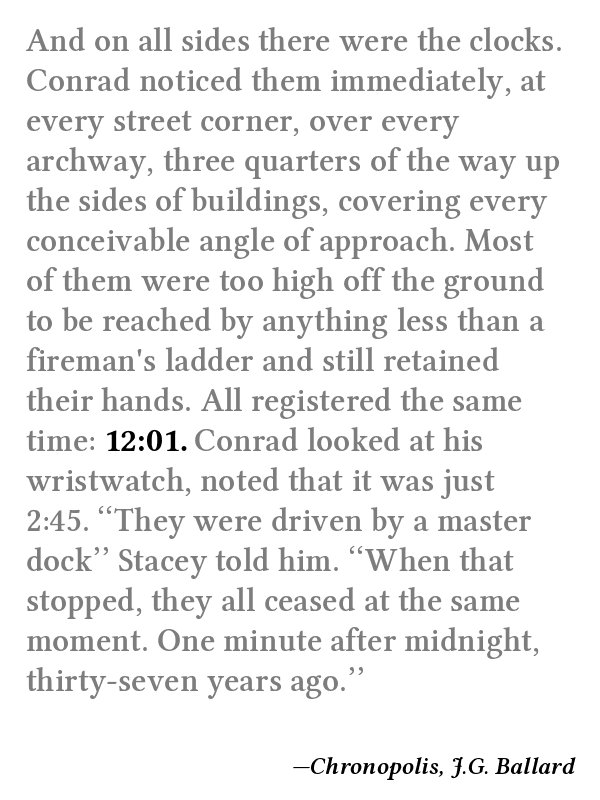 And on all sides there were the clocks.
Conrad noticed them immediately, at
every street corner, over every
archway, three quarters of the way up
the sides of buildings, covering every
conceivable angle of approach. Most
of them were too high off the ground
to be reached by anything less than a
fireman's ladder and still retained
their hands. All registered the same
time: 12:01. Conrad looked at his
wristwatch, noted that it was just
2:45. ‘‘They were driven by a master
dock’’ Stacey told him. ‘‘When that
stopped, they all ceased at the same
moment. One minute after midnight,
thirty-seven years ago.’’
—Chronopolis, J.G. Ballard